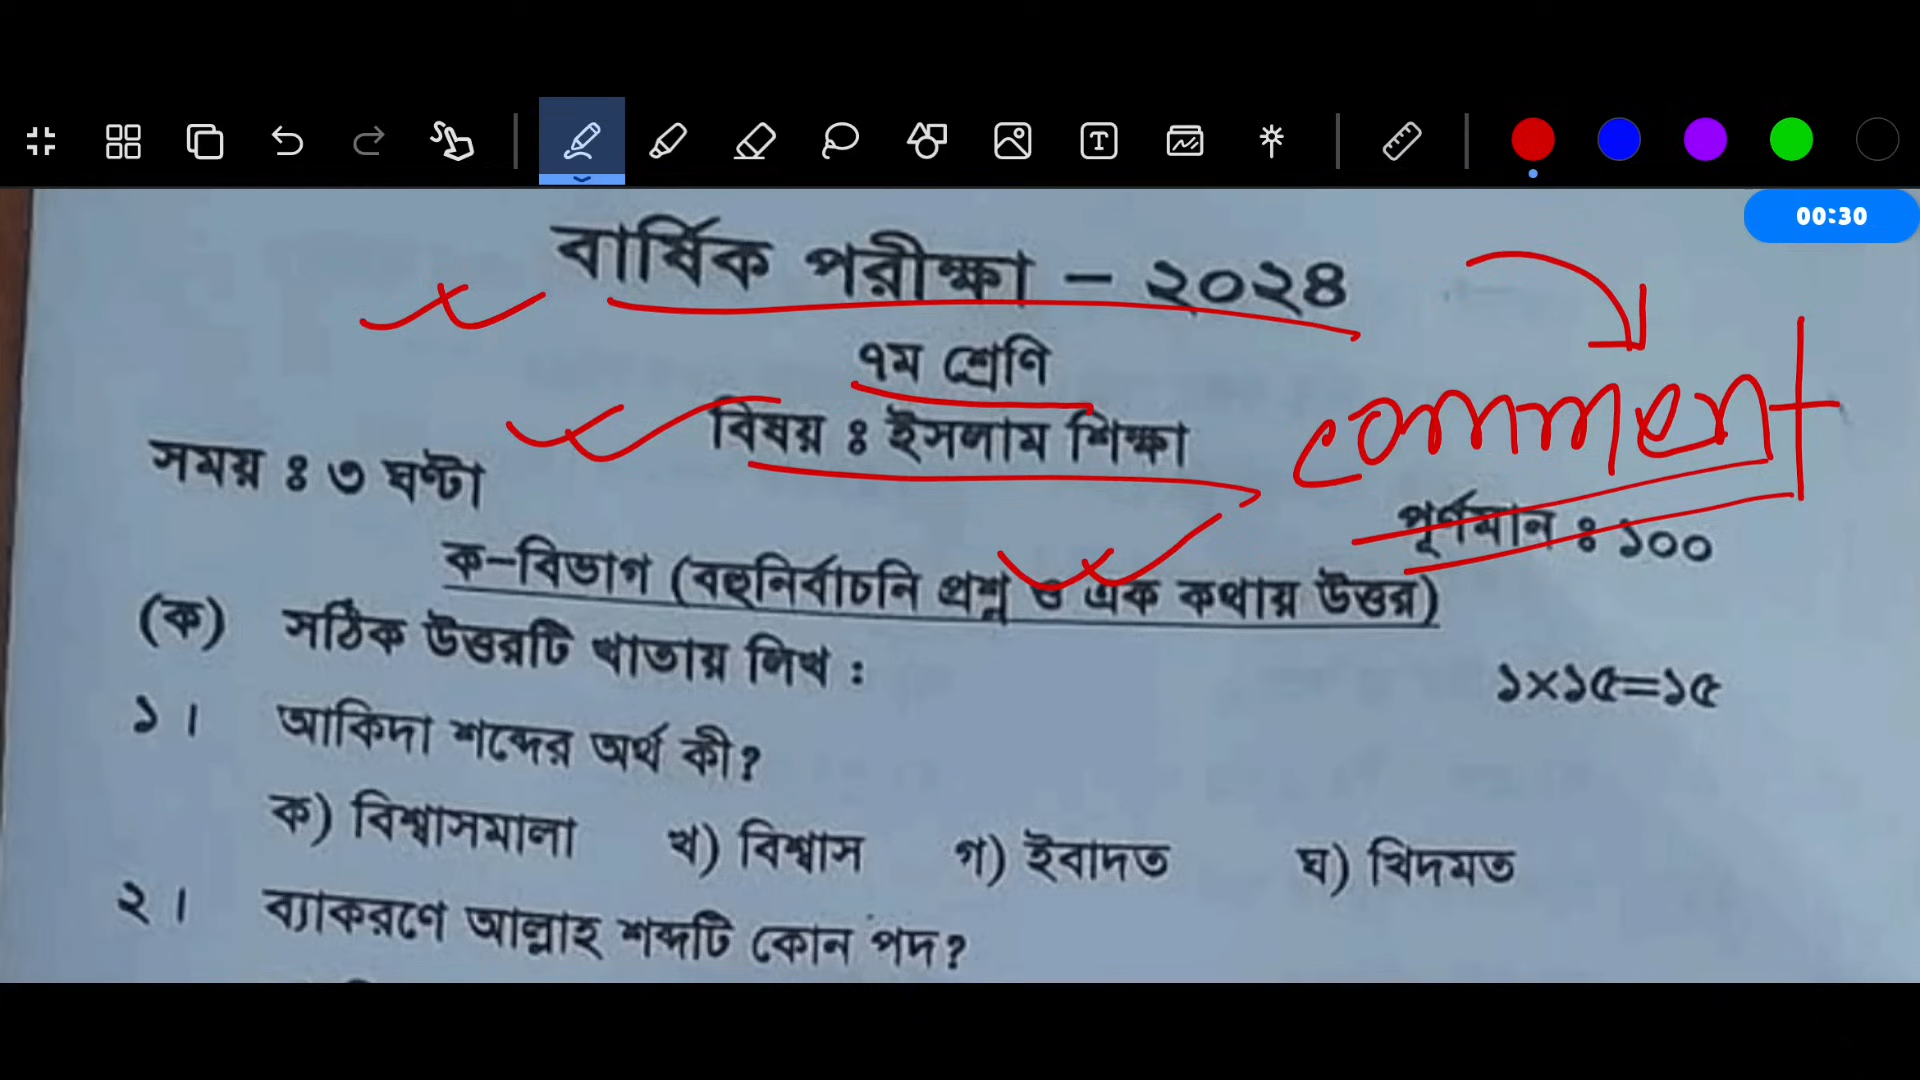 00:30
বার্ষিক পরীক্ষা – ২০২৪
৭ম শ্রেণি
বিষয় ঃ ইসলাম শিক্ষা
comment
সময় ঃ ৩ ঘণ্টা
পূর্ণমান ঃ ১০০
ক-বিভাগ (বহুনির্বাচনি প্রশ্ন ও এক কথায় উত্তর)
(ক) সঠিক উত্তরটি খাতায় লিখ :
১×১৫=১৫
১। আকিদা শব্দের অর্থ কী?
ক) বিশ্বাসমালা খ) বিশ্বাস গ) ইবাদত ঘ) খিদমত
২। ব্যাকরণে আল্লাহ শব্দটি কোন পদ?